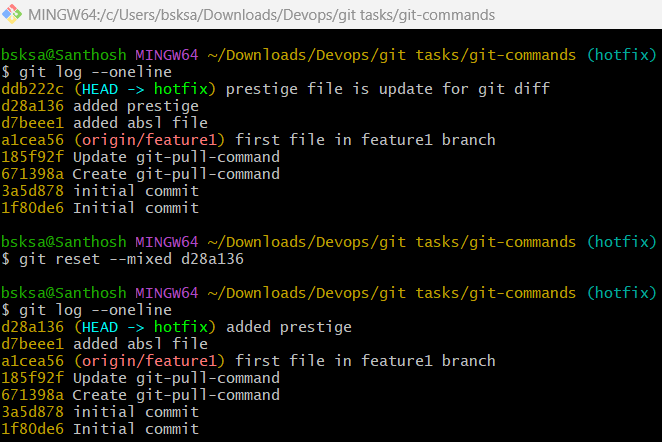 MINGW64:/c/Users/bsksa/Downloads/Devops/git tasks/git-commands
bsksa@Santhosh MINGW64 ~/Downloads/Devops/git tasks/git-commands (hotfix)
$ git log --oneline
ddb222c (HEAD -> hotfix) prestige file is update for git diff
d28a136 added prestige
d7beee1 added absl file
a1cea56 (origin/feature1) first file in feature1 branch
185f92f Update git-pull-command
671398a Create git-pull-command
3a5d878 initial commit
1f80de6 Initial commit
bsksa@Santhosh MINGW64 ~/Downloads/Devops/git tasks/git-commands (hotfix)
$ git reset --mixed d28a136
bsksa@Santhosh MINGW64 ~/Downloads/Devops/git tasks/git-commands (hotfix)
$ git log --oneline
d28a136 (HEAD -> hotfix) added prestige
d7beee1 added absl file
a1cea56 (origin/feature1) first file in feature1 branch
185f92f Update git-pull-command
671398a Create git-pull-command
3a5d878 initial commit
1f80de6 Initial commit